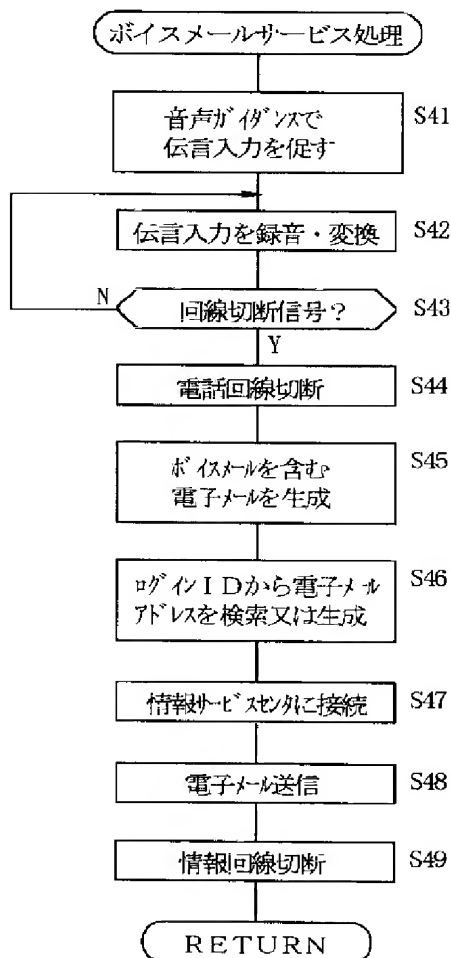 ボイスメールサービス処理
音声ガイダンスで
伝言入力を促す
S41
伝言入力を録音・変換
S42
N
回線切断信号?
S43
Y
電話回線切断
S44
ボイスメールを含む
電子メールを生成
S45
ログインIDから電子メール
アドレスを検索又は生成
S46
情報サービスセンタに接続
S47
電子メール送信
S48
情報回線切断
S49
RETURN